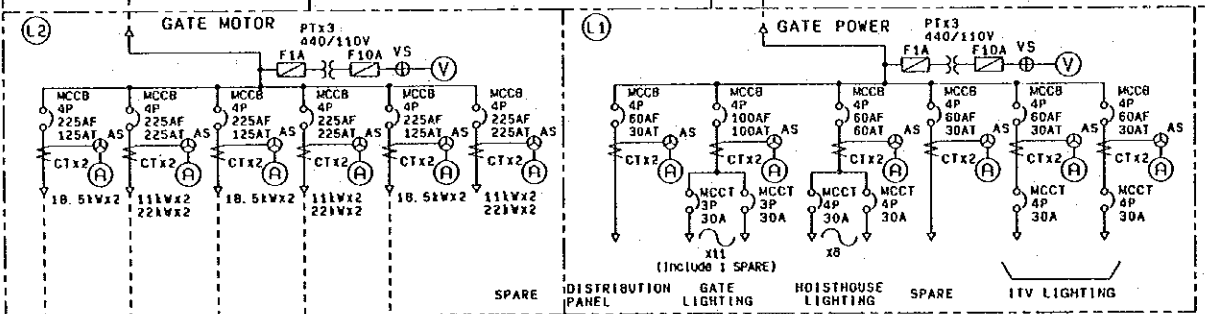 L2
GATE MOTOR
PTx3
440/110V
F1A
F10A
VS
V
MCCB
4P
225AF
125AT
AS
CTx2
A
18.5kWx2
MCCB
4P
225AF
225AT
AS
CTx2
A
11kWx2
22kWx2
MCCB
4P
225AF
125AT
AS
CTx2
A
18.5kWx2
MCCB
4P
225AF
225AT
AS
CTx2
A
11kWx2
22kWx2
MCCB
4P
225AF
125AT
AS
CTx2
A
18.5kWx2
MCCB
4P
225AF
225AT
AS
CTx2
A
11kWx2
22kWx2
SPARE
L1
GATE POWER
PTx3
440/110V
F1A
F10A
VS
V
MCCB
4P
60AF
30AT
AS
CTx2
A
DISTRIBUTION
PANEL
MCCB
4P
100AF
100AT
AS
CTx2
A
MCCT
3P
30A
MCCT
3P
30A
x11
(Include 1 SPARE)
GATE
LIGHTING
MCCB
4P
60AF
60AT
AS
CTx2
A
MCCT
4P
30A
MCCT
4P
30A
x8
HOISTHOUSE
LIGHTING
MCCB
4P
60AF
30AT
AS
CTx2
A
SPARE
MCCB
4P
60AF
30AT
AS
CTx2
A
MCCT
4P
30A
MCCB
4P
60AF
30AT
AS
CTx2
A
MCCT
4P
30A
ITV LIGHTING